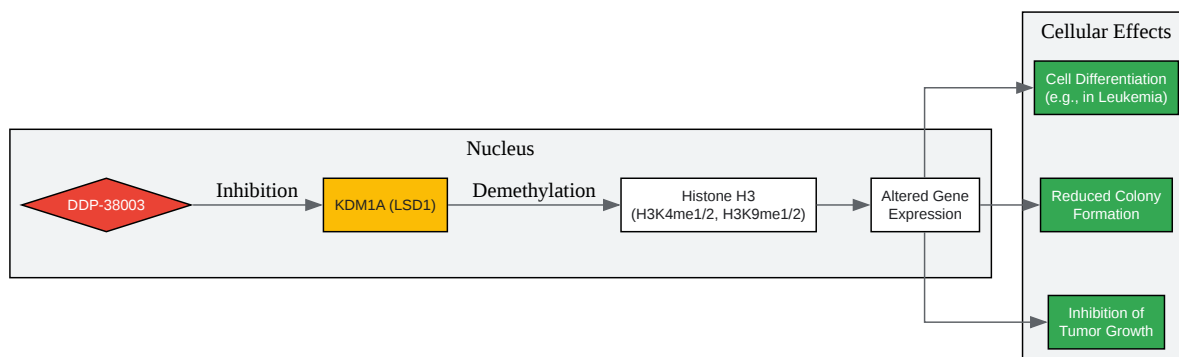 Cellular Effects
Cell Differentiation
(e.g., in Leukemia)
Nucleus
DDP-38003
Inhibition
KDM1A (LSD1)
Demethylation
Histone H3
(H3K4me1/2, H3K9me1/2)
Altered Gene
Expression
Reduced Colony
Formation
Inhibition of
Tumor Growth